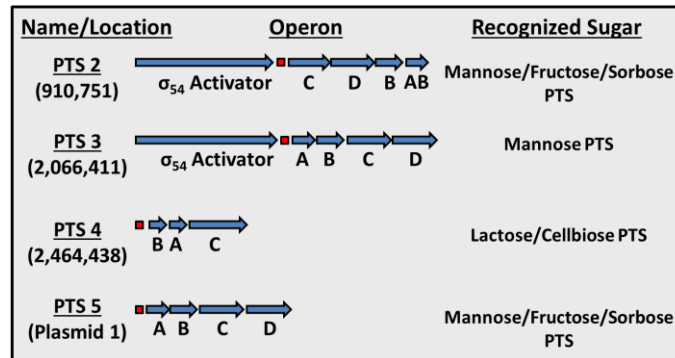 Name/Location Operon Recognized Sugar
PTS 2
(910,751)
σ54 Activator C D B AB
Mannose/Fructose/Sorbose
PTS
PTS 3
(2,066,411)
σ54 Activator A B C D
Mannose PTS
PTS 4
(2,464,438)
B A C
Lactose/Cellbiose PTS
PTS 5
(Plasmid 1)
A B C D
Mannose/Fructose/Sorbose
PTS